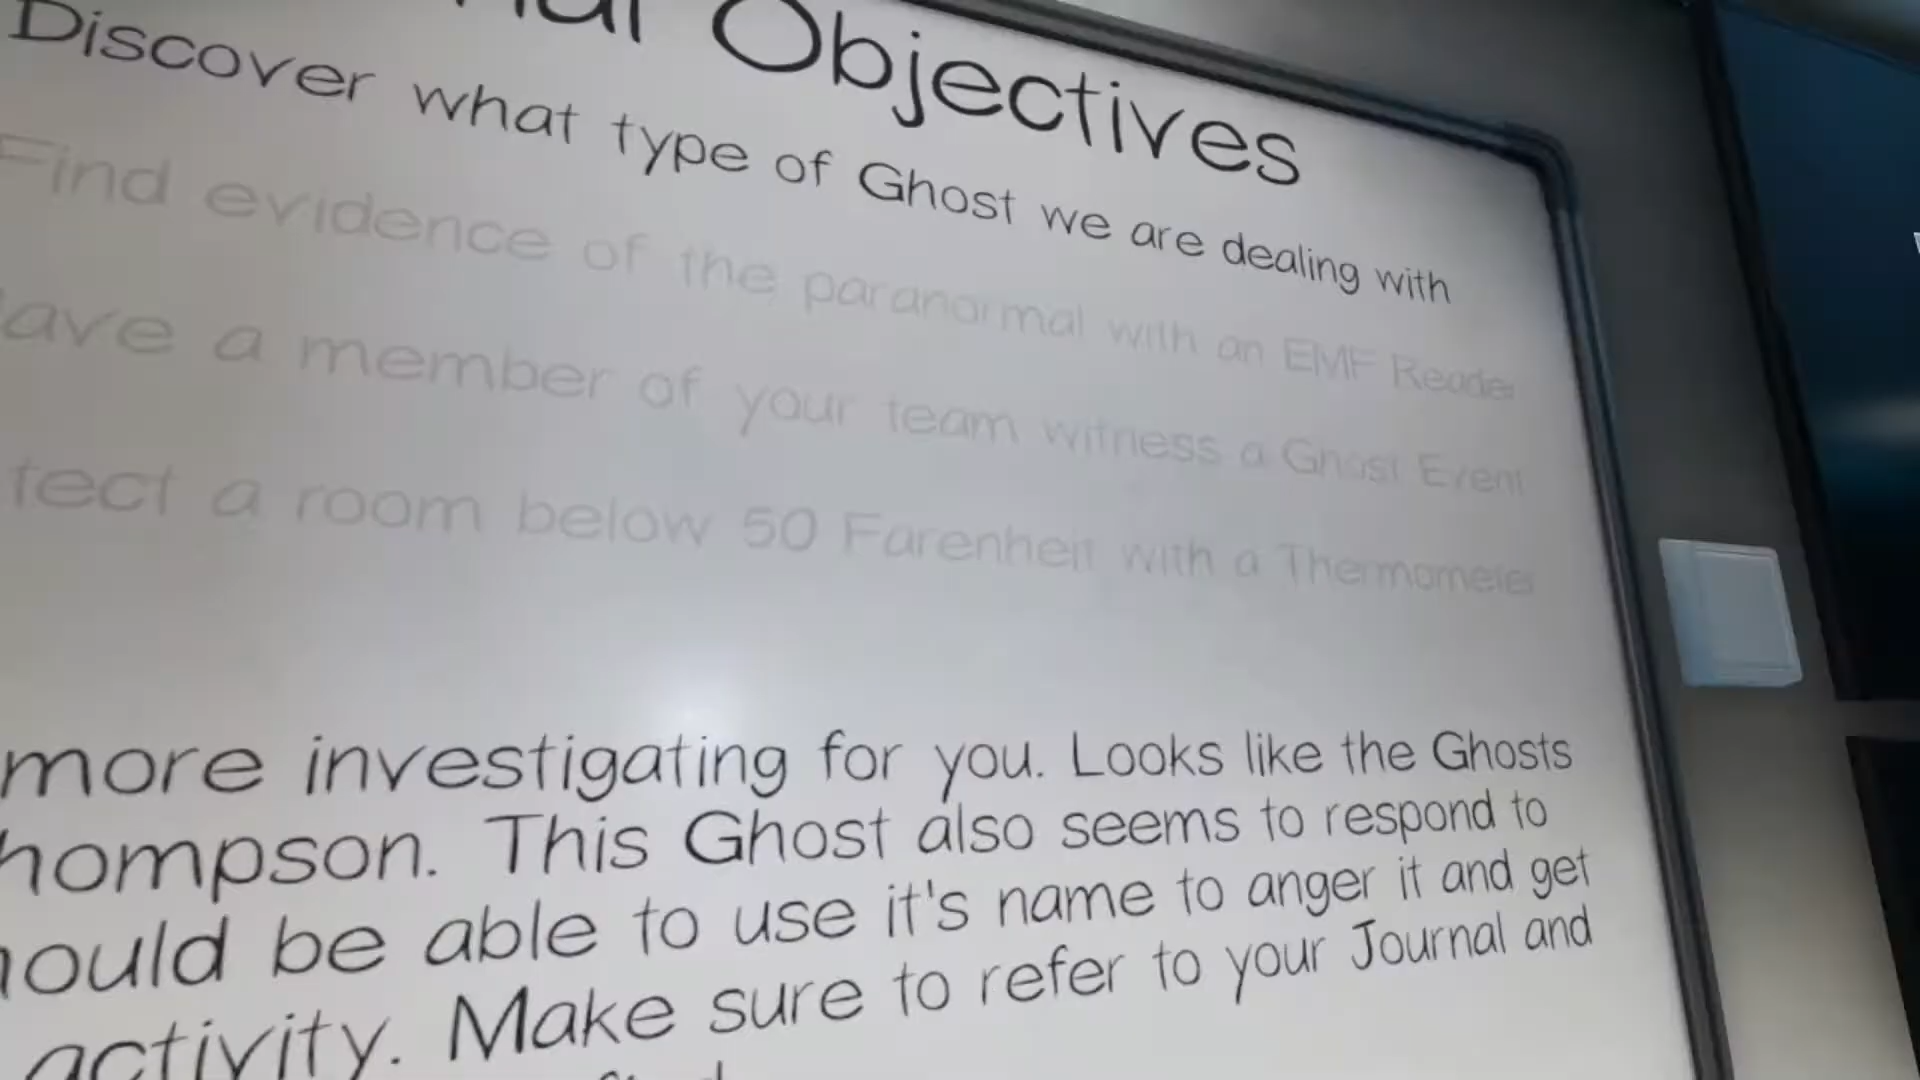 Objectives
Discover what type of Ghost we are dealing with
Find evidence of the paranormal with an EMF Reader
ave a member of your team witness a Ghost Event
tect a room below 50 Farenheit with a Thermometer
more investigating for you. Looks like the Ghosts
hompson. This Ghost also seems to respond to
ould be able to use it's name to anger it and get
activity. Make sure to refer to your Journal and